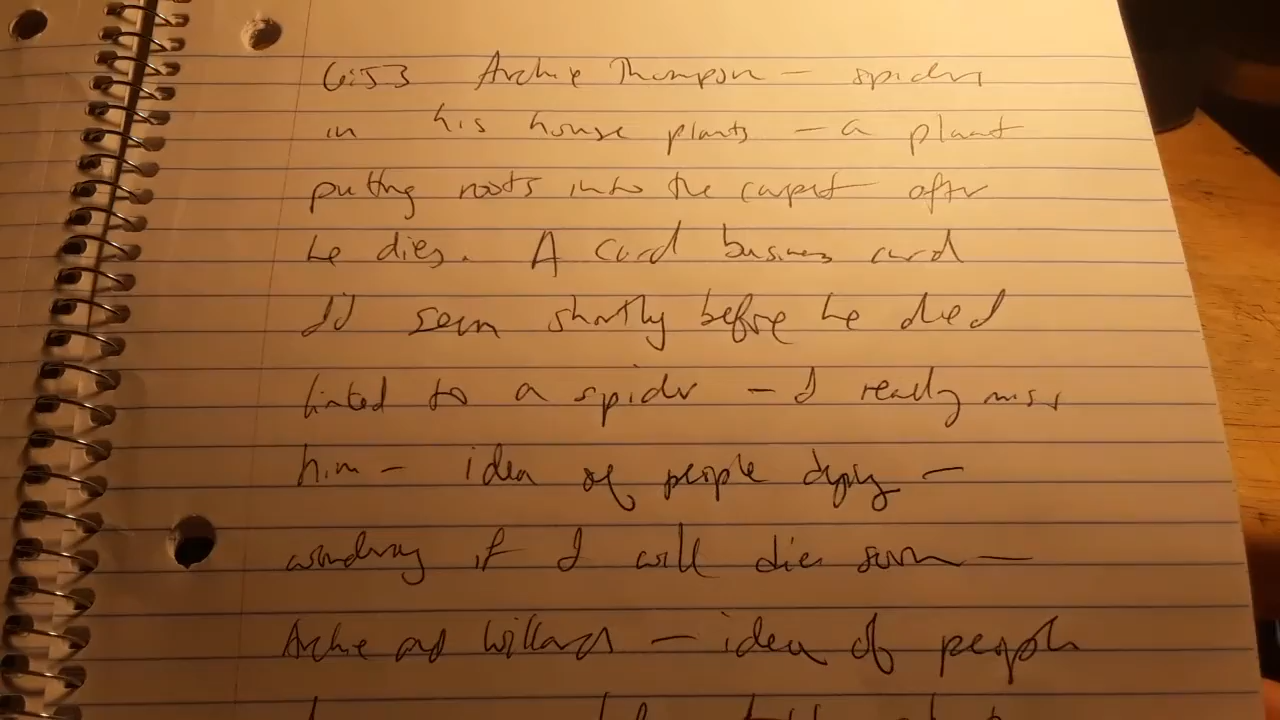 6:53 Archie Thompson — spiders
in his house plants — a plant
putting roots into the carpet after
he dies. A card business card
I'd seen shortly before he died
linked to a spider — I really miss
him — idea of people dying —
wondering if I will die soon —
Archie and Willard — idea of people